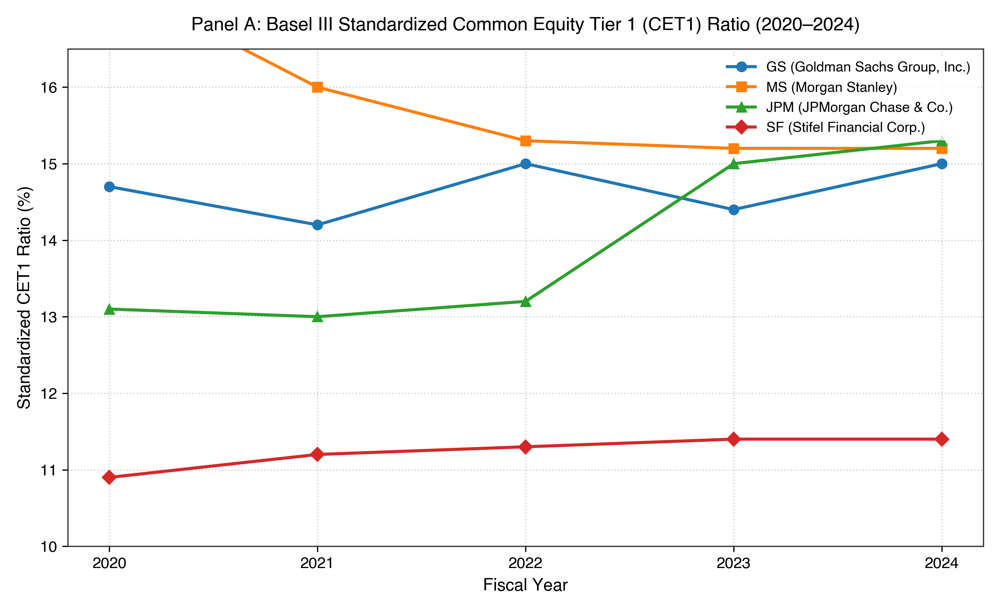 Panel A: Basel III Standardized Common Equity Tier 1 (CET1) Ratio (2020–2024)
GS (Goldman Sachs Group, Inc.)
MS (Morgan Stanley)
JPM (JPMorgan Chase & Co.)
SF (Stifel Financial Corp.)
Standardized CET1 Ratio (%)
16
15
14
13
12
11
10
2020 2021 2022 2023 2024
Fiscal Year